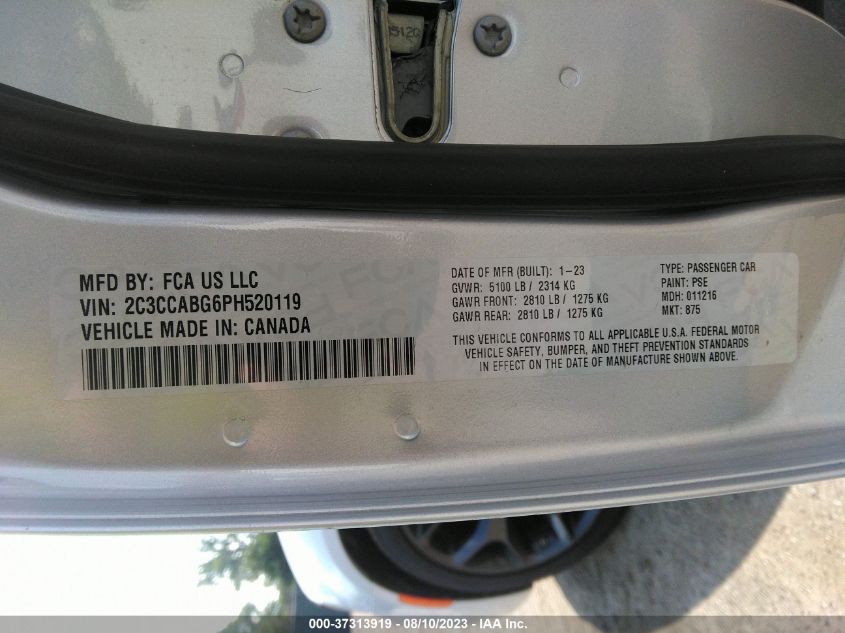 MFD BY: FCA US LLC
VIN: 2C3CCABG6PH520119
VEHICLE MADE IN: CANADA
DATE OF MFR (BUILT): 1-23
GVWR: 5100 LB / 2314 KG
GAWR FRONT: 2810 LB / 1275 KG
GAWR REAR: 2810 LB / 1275 KG
TYPE: PASSENGER CAR
PAINT: PSE
MDH: 011216
MKT: 875
THIS VEHICLE CONFORMS TO ALL APPLICABLE U.S.A. FEDERAL MOTOR
VEHICLE SAFETY, BUMPER, AND THEFT PREVENTION STANDARDS
IN EFFECT ON THE DATE OF MANUFACTURE SHOWN ABOVE.
000-37313919 - 08/10/2023 - IAA Inc.